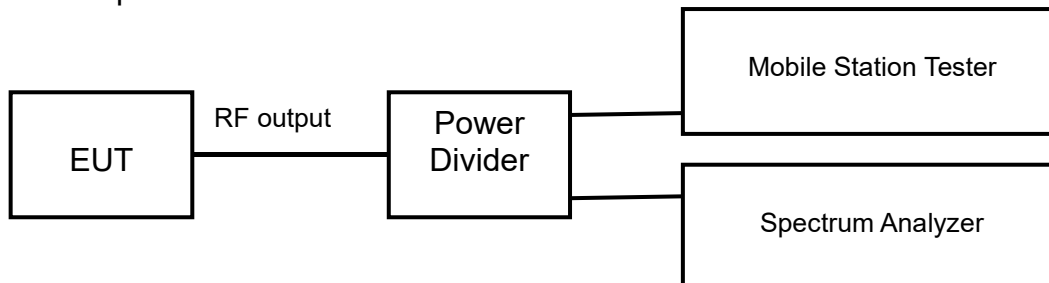 Mobile Station Tester
RF output
EUT
Power
Divider
Spectrum Analyzer